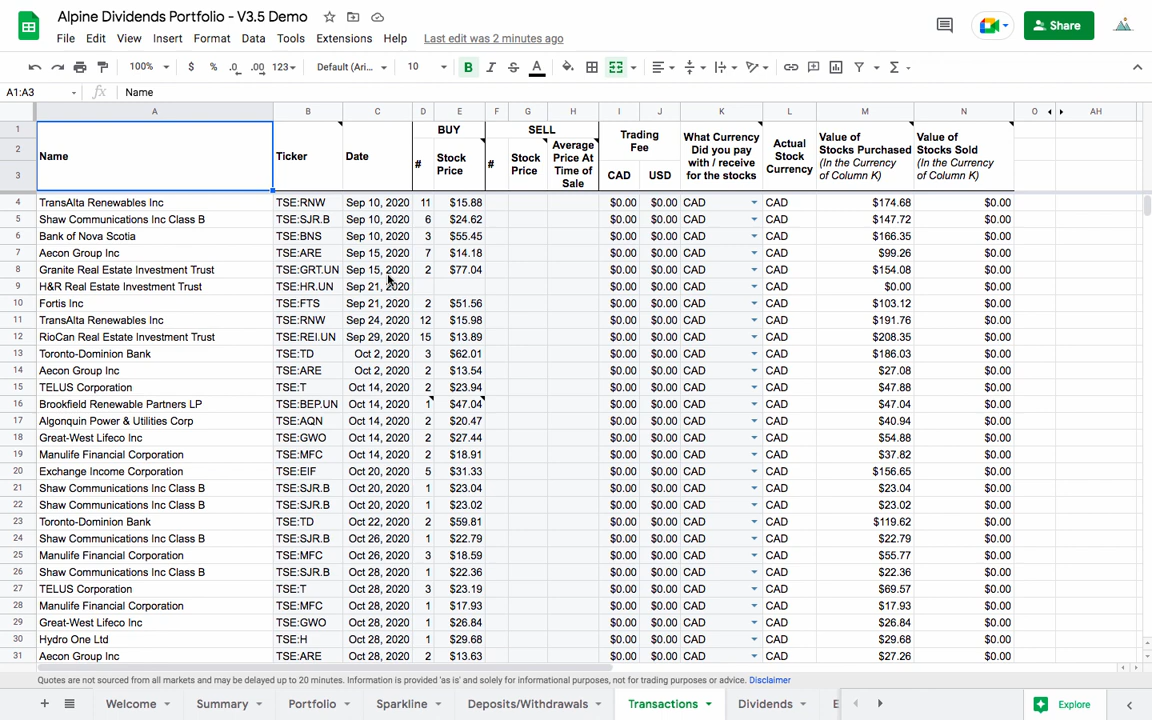 Alpine Dividends Portfolio - V3.5 Demo
File Edit View Insert Format Data Tools Extensions Help Last edit was 2 minutes ago
Share
100% $ % .0 .00 123 Default (Ari... 10 B I S A
A1:A3 fx Name
A B C D E F G H I J K L M N O AH
1 2 3
Name Ticker Date BUY # Stock Price SELL # Stock Price Average Price At Time of Sale Trading Fee CAD USD What Currency Did you pay with / receive for the stocks Actual Stock Currency Value of Stocks Purchased (In the Currency of Column K) Value of Stocks Sold (In the Currency of Column K)
4 TransAlta Renewables Inc TSE:RNW Sep 10, 2020 11 $15.88 $0.00 $0.00 CAD CAD $174.68 $0.00
5 Shaw Communications Inc Class B TSE:SJR.B Sep 10, 2020 6 $24.62 $0.00 $0.00 CAD CAD $147.72 $0.00
6 Bank of Nova Scotia TSE:BNS Sep 10, 2020 3 $55.45 $0.00 $0.00 CAD CAD $166.35 $0.00
7 Aecon Group Inc TSE:ARE Sep 15, 2020 7 $14.18 $0.00 $0.00 CAD CAD $99.26 $0.00
8 Granite Real Estate Investment Trust TSE:GRT.UN Sep 15, 2020 2 $77.04 $0.00 $0.00 CAD CAD $154.08 $0.00
9 H&R Real Estate Investment Trust TSE:HR.UN Sep 21, 2020 $0.00 $0.00 CAD CAD $0.00 $0.00
10 Fortis Inc TSE:FTS Sep 21, 2020 2 $51.56 $0.00 $0.00 CAD CAD $103.12 $0.00
11 TransAlta Renewables Inc TSE:RNW Sep 24, 2020 12 $15.98 $0.00 $0.00 CAD CAD $191.76 $0.00
12 RioCan Real Estate Investment Trust TSE:REI.UN Sep 29, 2020 15 $13.89 $0.00 $0.00 CAD CAD $208.35 $0.00
13 Toronto-Dominion Bank TSE:TD Oct 2, 2020 3 $62.01 $0.00 $0.00 CAD CAD $186.03 $0.00
14 Aecon Group Inc TSE:ARE Oct 2, 2020 2 $13.54 $0.00 $0.00 CAD CAD $27.08 $0.00
15 TELUS Corporation TSE:T Oct 14, 2020 2 $23.94 $0.00 $0.00 CAD CAD $47.88 $0.00
16 Brookfield Renewable Partners LP TSE:BEP.UN Oct 14, 2020 1 $47.04 $0.00 $0.00 CAD CAD $47.04 $0.00
17 Algonquin Power & Utilities Corp TSE:AQN Oct 14, 2020 2 $20.47 $0.00 $0.00 CAD CAD $40.94 $0.00
18 Great-West Lifeco Inc TSE:GWO Oct 14, 2020 2 $27.44 $0.00 $0.00 CAD CAD $54.88 $0.00
19 Manulife Financial Corporation TSE:MFC Oct 14, 2020 2 $18.91 $0.00 $0.00 CAD CAD $37.82 $0.00
20 Exchange Income Corporation TSE:EIF Oct 20, 2020 5 $31.33 $0.00 $0.00 CAD CAD $156.65 $0.00
21 Shaw Communications Inc Class B TSE:SJR.B Oct 20, 2020 1 $23.04 $0.00 $0.00 CAD CAD $23.04 $0.00
22 Shaw Communications Inc Class B TSE:SJR.B Oct 20, 2020 1 $23.02 $0.00 $0.00 CAD CAD $23.02 $0.00
23 Toronto-Dominion Bank TSE:TD Oct 22, 2020 2 $59.81 $0.00 $0.00 CAD CAD $119.62 $0.00
24 Shaw Communications Inc Class B TSE:SJR.B Oct 26, 2020 1 $22.79 $0.00 $0.00 CAD CAD $22.79 $0.00
25 Manulife Financial Corporation TSE:MFC Oct 26, 2020 3 $18.59 $0.00 $0.00 CAD CAD $55.77 $0.00
26 Shaw Communications Inc Class B TSE:SJR.B Oct 28, 2020 1 $22.36 $0.00 $0.00 CAD CAD $22.36 $0.00
27 TELUS Corporation TSE:T Oct 28, 2020 3 $23.19 $0.00 $0.00 CAD CAD $69.57 $0.00
28 Manulife Financial Corporation TSE:MFC Oct 28, 2020 1 $17.93 $0.00 $0.00 CAD CAD $17.93 $0.00
29 Great-West Lifeco Inc TSE:GWO Oct 28, 2020 1 $26.84 $0.00 $0.00 CAD CAD $26.84 $0.00
30 Hydro One Ltd TSE:H Oct 28, 2020 1 $29.68 $0.00 $0.00 CAD CAD $29.68 $0.00
31 Aecon Group Inc TSE:ARE Oct 28, 2020 2 $13.63 $0.00 $0.00 CAD CAD $27.26 $0.00
Quotes are not sourced from all markets and may be delayed up to 20 minutes. Information is provided 'as is' and solely for informational purposes, not for trading purposes or advice. Disclaimer
Welcome Summary Portfolio Sparkline Deposits/Withdrawals Transactions Dividends E Explore